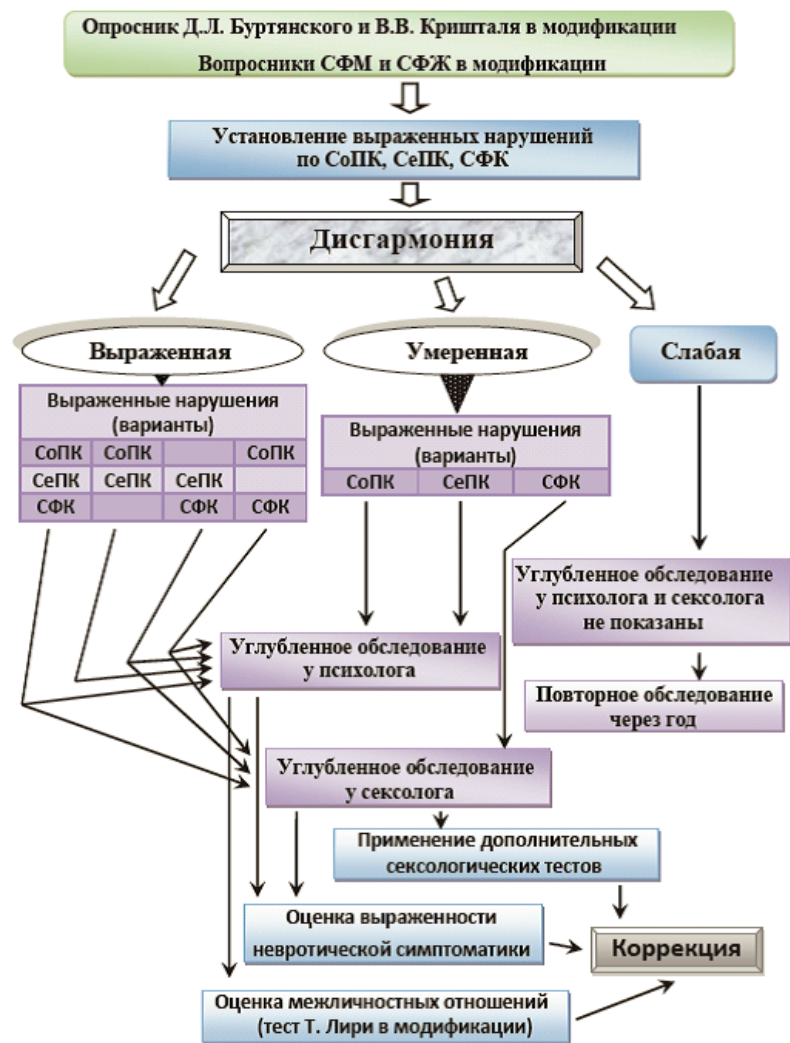 Опросник Д.Л. Буртянского и В.В. Кришталя в модификации
Вопросники СФМ и СФЖ в модификации
Установление выраженных нарушений
по СоПК, СеПК, СФК
Дисгармония
Выраженная
Умеренная
Слабая
Выраженные нарушения
(варианты)
СоПК СоПК СоПК
СеПК СеПК СеПК
СФК СФК СФК
Выраженные нарушения
(варианты)
СоПК СеПК СФК
Углубленное обследование
у психолога и сексолога
не показаны
Углубленное обследование
у психолога
Повторное обследование
через год
Углубленное обследование
у сексолога
Применение дополнительных
сексологических тестов
Оценка выраженности
невротической симптоматики
Коррекция
Оценка межличностных отношений
(тест Т. Лири в модификации)